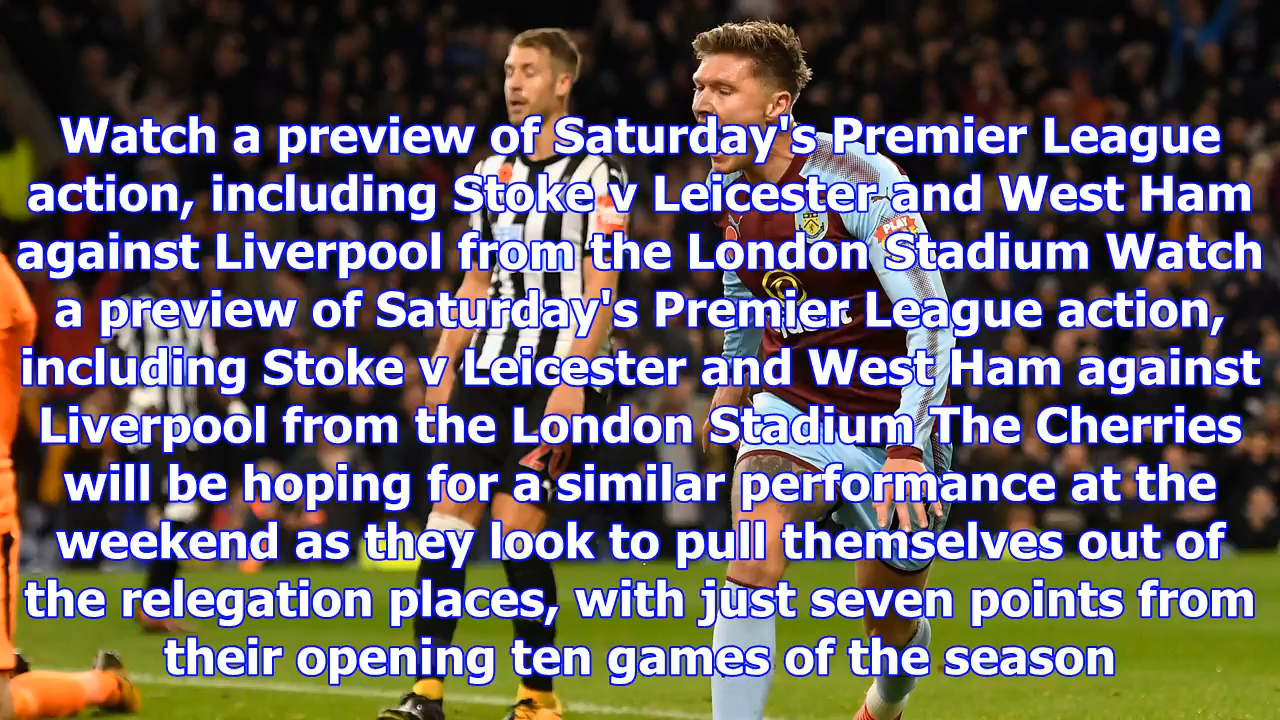 Watch a preview of Saturday's Premier League
action, including Stoke v Leicester and West Ham
against Liverpool from the London Stadium Watch
a preview of Saturday's Premier League action,
including Stoke v Leicester and West Ham against
Liverpool from the London Stadium The Cherries
will be hoping for a similar performance at the
weekend as they look to pull themselves out of
the relegation places, with just seven points from
their opening ten games of the season